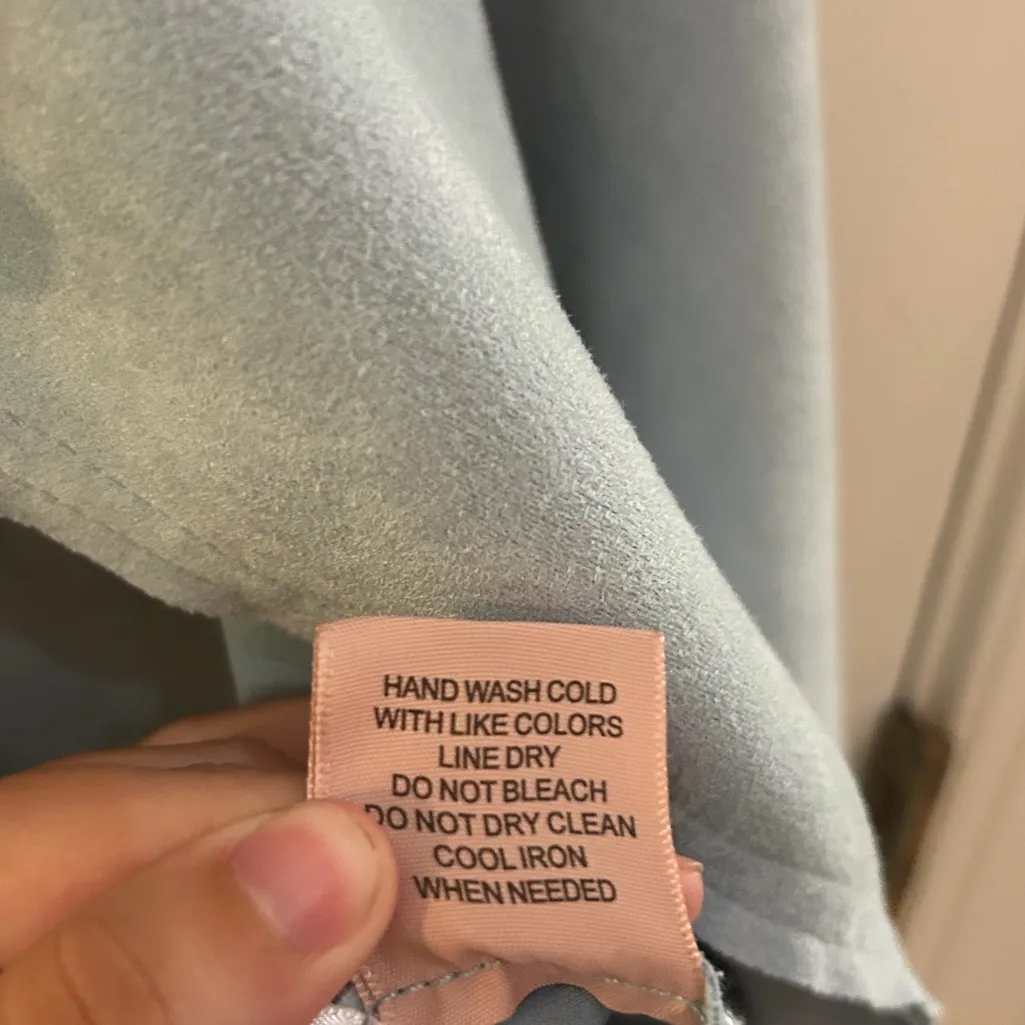 HAND WASH COLD
WITH LIKE COLORS
LINE DRY
DO NOT BLEACH
DO NOT DRY CLEAN
COOL IRON
WHEN NEEDED